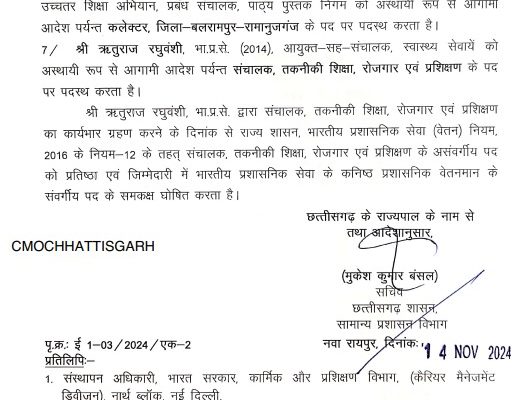 उच्चतर शिक्षा अभियान, प्रबंध संचालक, पाठ्य पुस्तक निगम को अस्थायी रूप से आगामी
आदेश पर्यन्त कलेक्टर, जिला–बलरामपुर–रामानुजगंज के पद पर पदस्थ करता है।
7/ श्री ऋतुराज रघुवंशी, भा.प्र.से. (2014), आयुक्त-सह-संचालक, स्वास्थ्य सेवायें को
अस्थायी रूप से आगामी आदेश पर्यन्त संचालक, तकनीकी शिक्षा, रोजगार एवं प्रशिक्षण के पद
पर पदस्थ करता है।
श्री ऋतुराज रघुवंशी, भा.प्र.से. द्वारा संचालक, तकनीकी शिक्षा, रोजगार एवं प्रशिक्षण
का कार्यभार ग्रहण करने के दिनांक से राज्य शासन, भारतीय प्रशासनिक सेवा (वेतन) नियम,
2016 के नियम–12 के तहत् संचालक, तकनीकी शिक्षा, रोजगार एवं प्रशिक्षण के असंवर्गीय पद
को प्रतिष्ठा एवं जिम्मेदारी में भारतीय प्रशासनिक सेवा के कनिष्ठ प्रशासनिक वेतनमान के
संवर्गीय पद के समकक्ष घोषित करता है।
छत्तीसगढ़ के राज्यपाल के नाम से
तथा आदेशानुसार,
CMOCHHATTISGARH
(मुकेश कुमार बंसल)
सचिव
छत्तीसगढ़ शासन,
सामान्य प्रशासन विभाग
पृ.क्र.: ई 1–03/2024/एक–2 नवा रायपुर, दिनांक: 14 NOV 2024
प्रतिलिपि:–
1. संस्थापन अधिकारी, भारत सरकार, कार्मिक और प्रशिक्षण विभाग, (कैरियर मैनेजमेंट
डिवीजन), नार्थ ब्लॉक, नई दिल्ली.